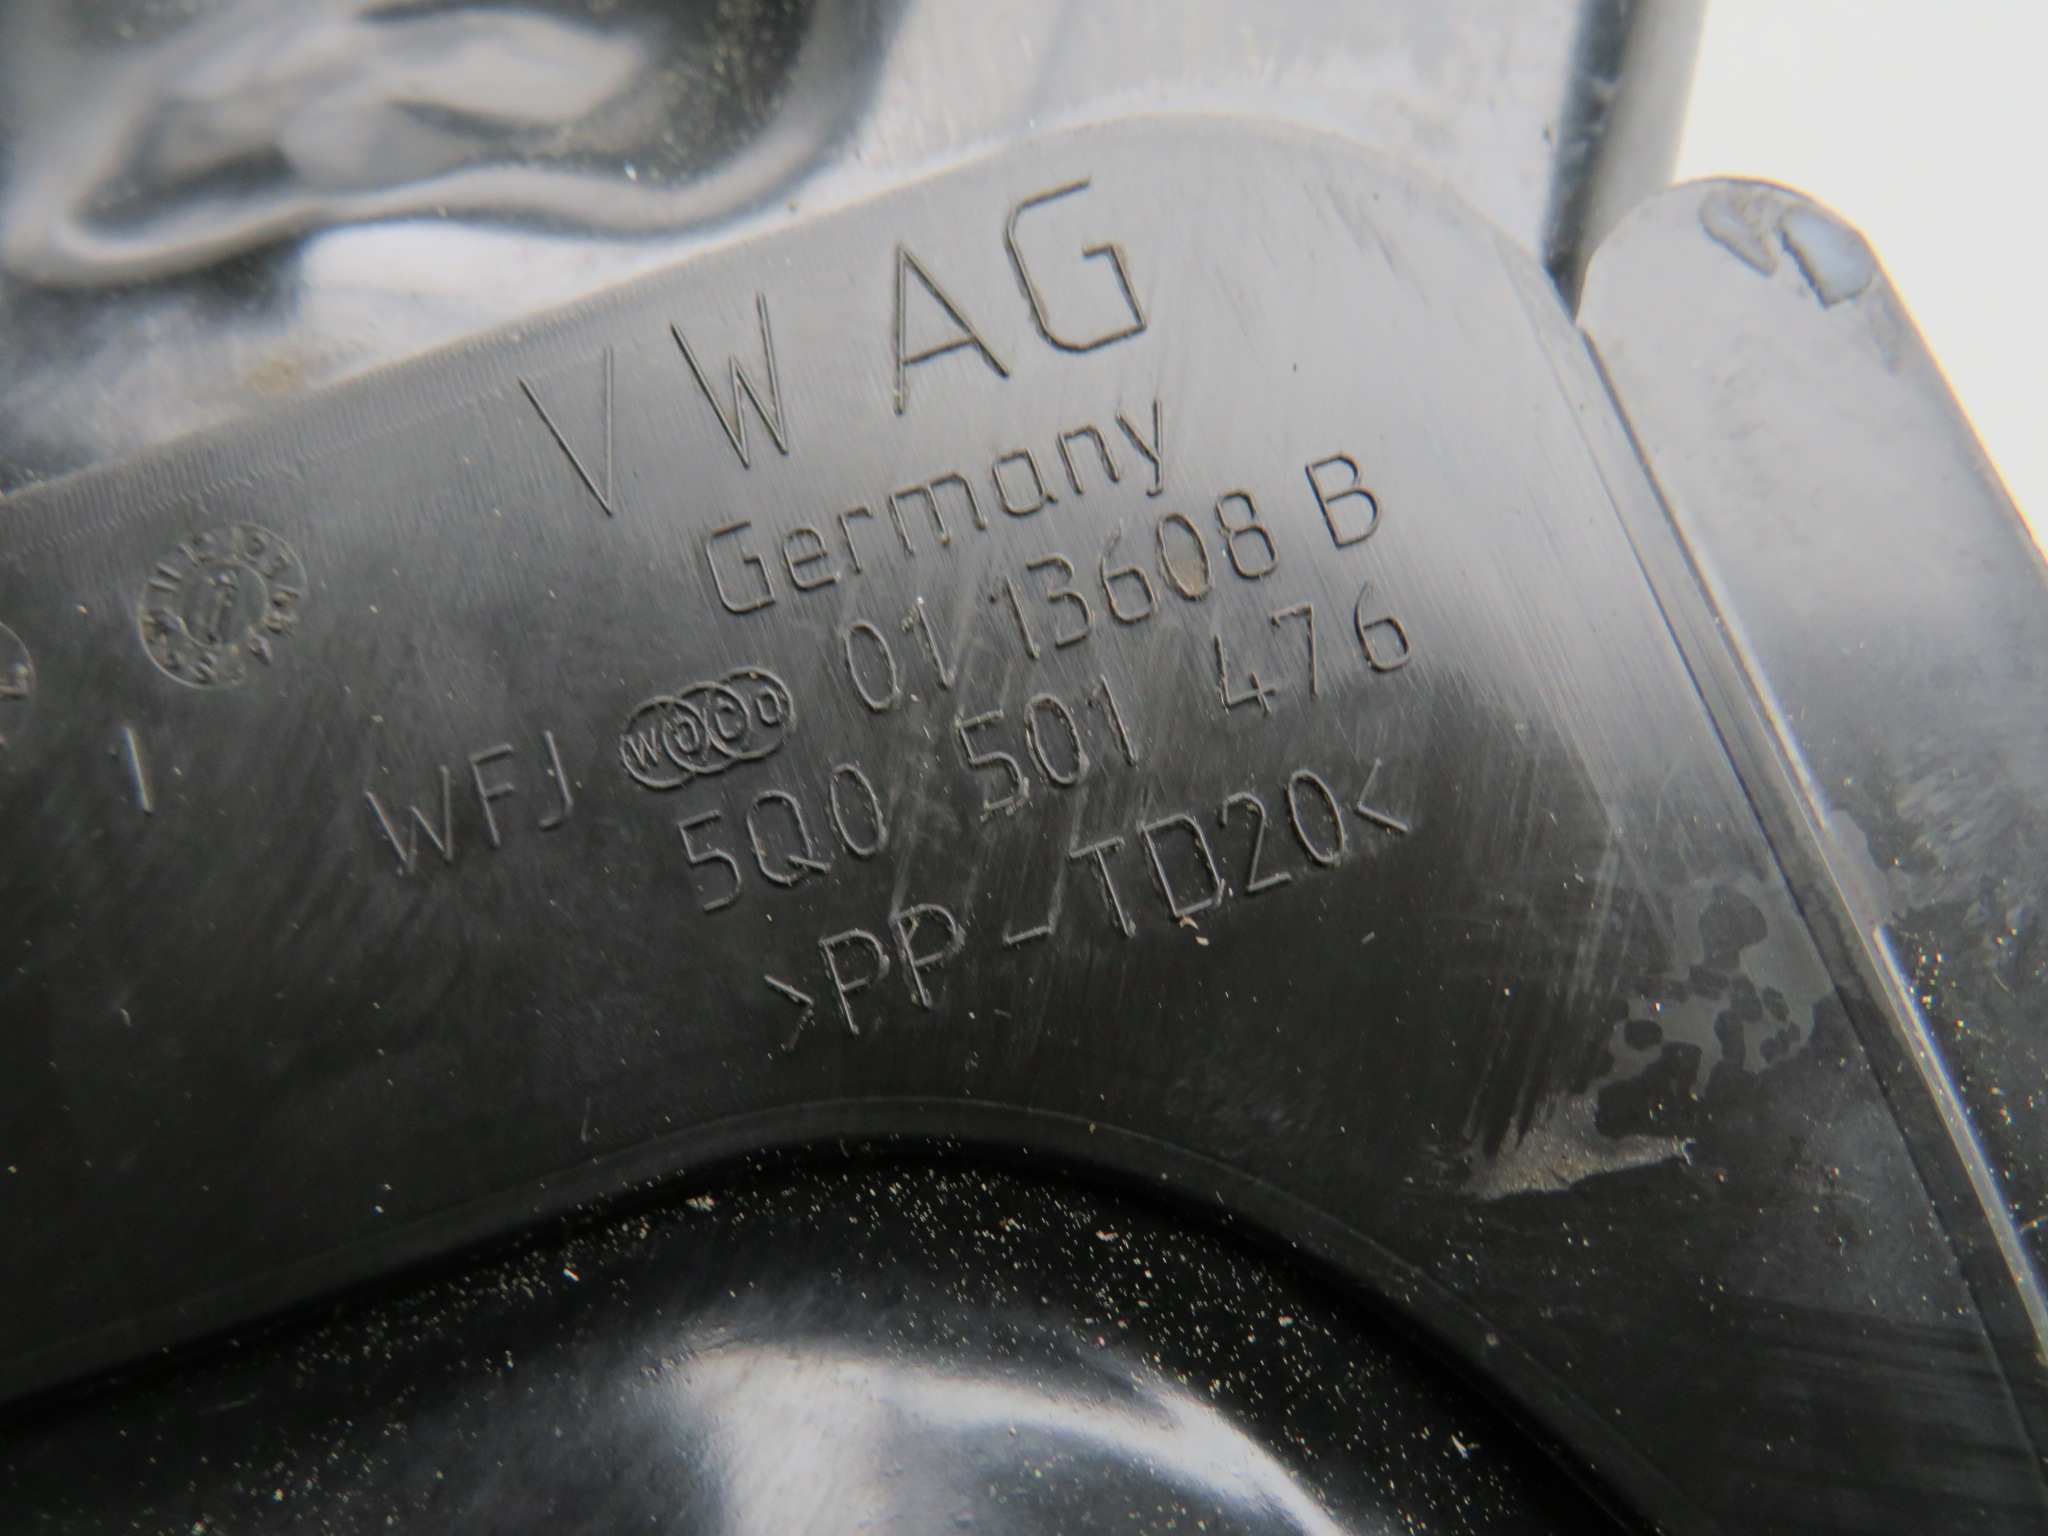 VW AG
Germany
01 13608 B
WFJ
5Q0 501 476
>PP-TD20<